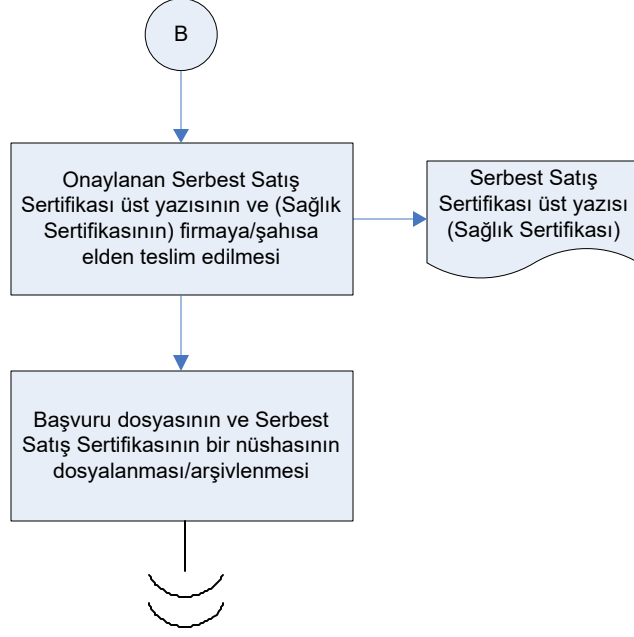 B
Onaylanan Serbest Satış
Sertifikası üst yazısının ve (Sağlık
Sertifikasının) firmaya/şahısa
elden teslim edilmesi
Serbest Satış
Sertifikası üst yazısı
(Sağlık Sertifikası)
Başvuru dosyasının ve Serbest
Satış Sertifikasının bir nüshasının
dosyalanması/arşivlenmesi